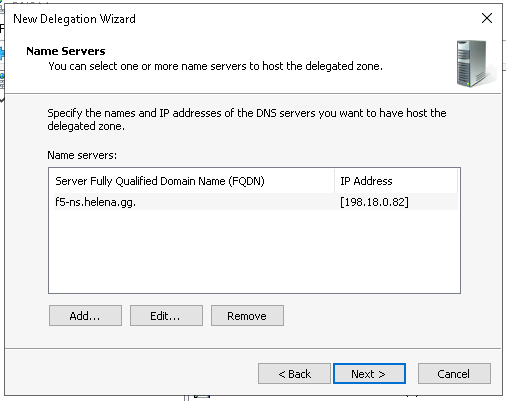 New Delegation Wizard
Name Servers
You can select one or more name servers to host the delegated zone.
Specify the names and IP addresses of the DNS servers you want to have host the
delegated zone.
Name servers:
Server Fully Qualified Domain Name (FQDN) IP Address
f5-ns.helena.gg. [198.18.0.82]
Add... Edit... Remove
< Back Next > Cancel